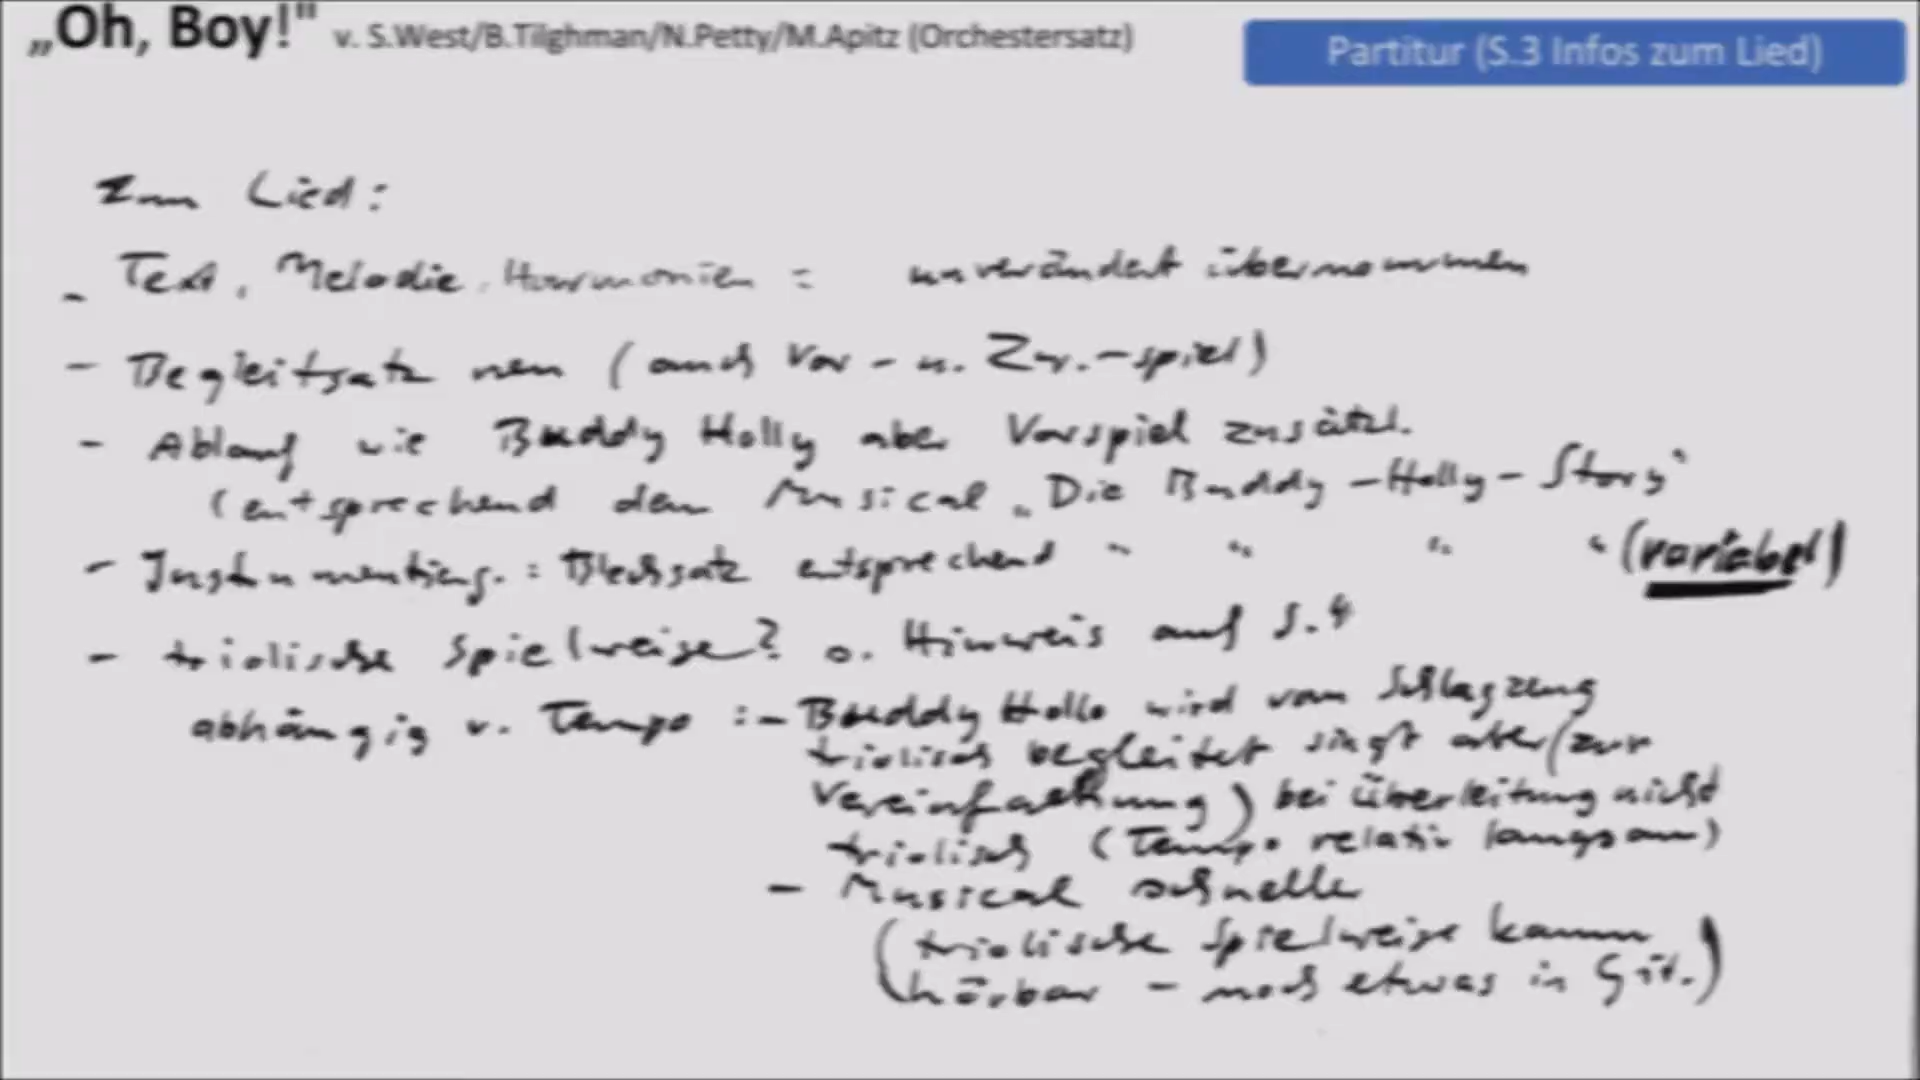 „Oh, Boy!" v. S.West/B.Tilghman/N.Petty/M.Apitz (Orchestersatz)
Partitur (S.3 Infos zum Lied)
Zum Lied:
- Text, Melodie, Harmonien = unverändert übernommen
- Begleitsatz neu (auch Vor- u. Zw.-spiel)
- Ablauf wie Buddy Holly aber Vorspiel zusätzl.
(entsprechend dem Musical „Die Buddy-Holly-Story"
- Instrumentierg.: Blechsatz entsprechend " " " " (variabel)
- triolische Spielweise? s. Hinweis auf S.4
abhängig v. Tempo :- Buddy Holly wird vom Schlagzeug
triolisch begleitet singt aber (zur
Vereinfachung) bei Überleitung nicht
triolisch (Tempo relativ langsam)
- Musical schneller
(triolische Spielweise kaum
hörbar - noch etwas in Git.)